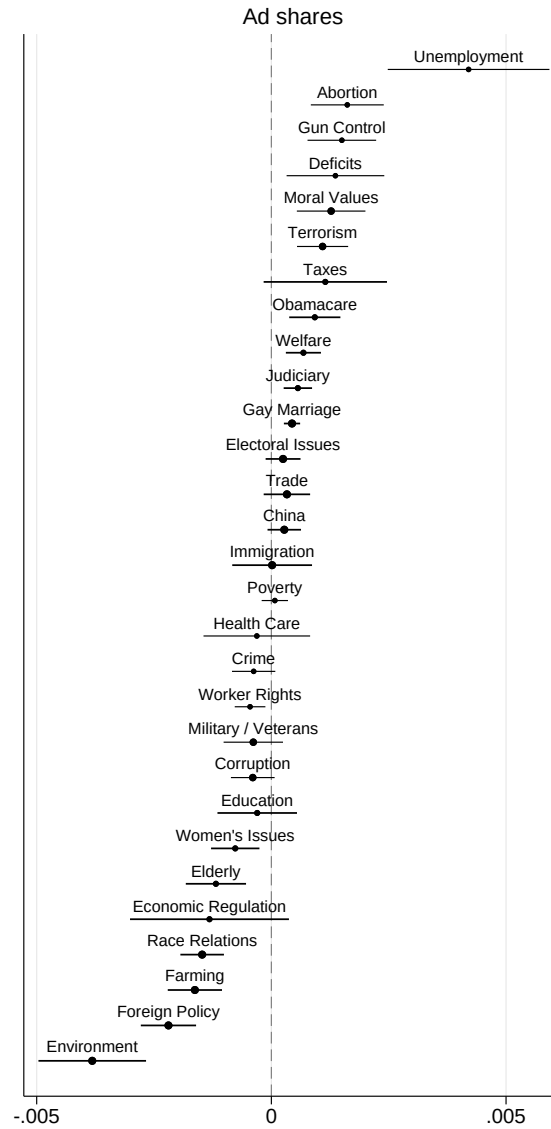 Ad shares
Unemployment
Abortion
Gun Control
Deficits
Moral Values
Terrorism
Taxes
Obamacare
Welfare
Judiciary
Gay Marriage
Electoral Issues
Trade
China
Immigration
Poverty
Health Care
Crime
Worker Rights
Military / Veterans
Corruption
Education
Women's Issues
Elderly
Economic Regulation
Race Relations
Farming
Foreign Policy
Environment
-.005 0 .005